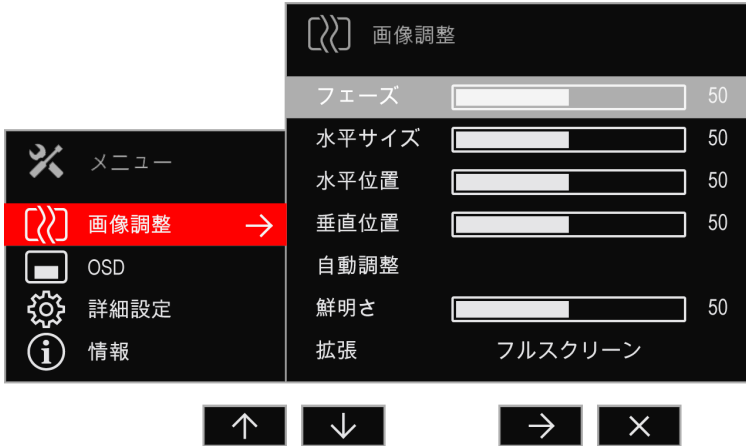 画像調整
フェーズ 50
水平サイズ 50
水平位置 50
垂直位置 50
自動調整
鮮明さ 50
拡張 フルスクリーン
メニュー
画像調整
OSD
詳細設定
情報